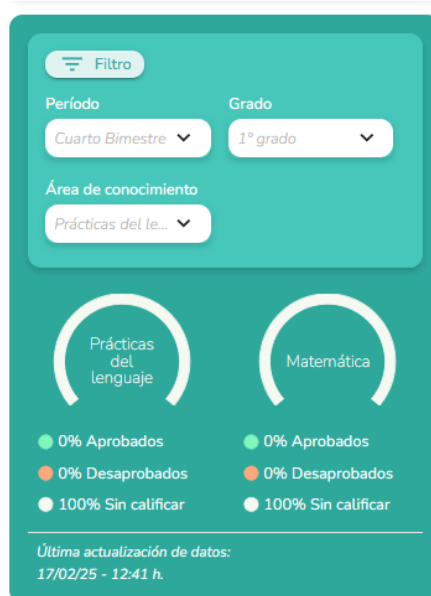 Filtro
Período
Grado
Cuarto Bimestre
1° grado
Área de conocimiento
Prácticas del le...
Prácticas
del
lenguaje
Matemática
0% Aprobados
0% Aprobados
0% Desaprobados
0% Desaprobados
100% Sin calificar
100% Sin calificar
Última actualización de datos:
17/02/25 - 12:41 h.